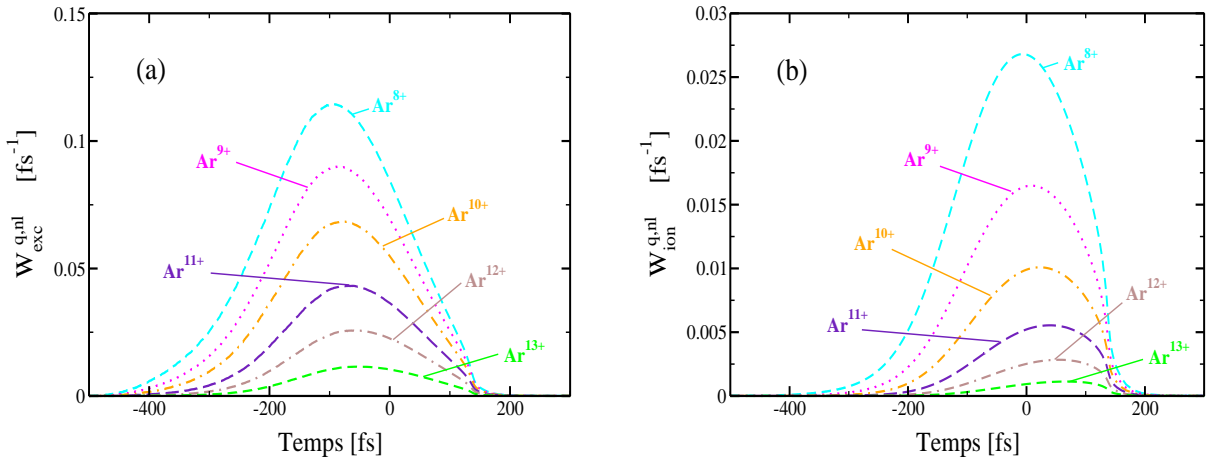 (a)
W exc q,nl [fs-1]
0.15
0.1
0.05
0
Ar8+
Ar9+
Ar10+
Ar11+
Ar12+
Ar13+
-400 -200 0 200
Temps [fs]
(b)
W ion q,nl [fs-1]
0.03
0.025
0.02
0.015
0.01
0.005
0
Ar8+
Ar9+
Ar10+
Ar12+
Ar11+
Ar13+
-400 -200 0 200
Temps [fs]